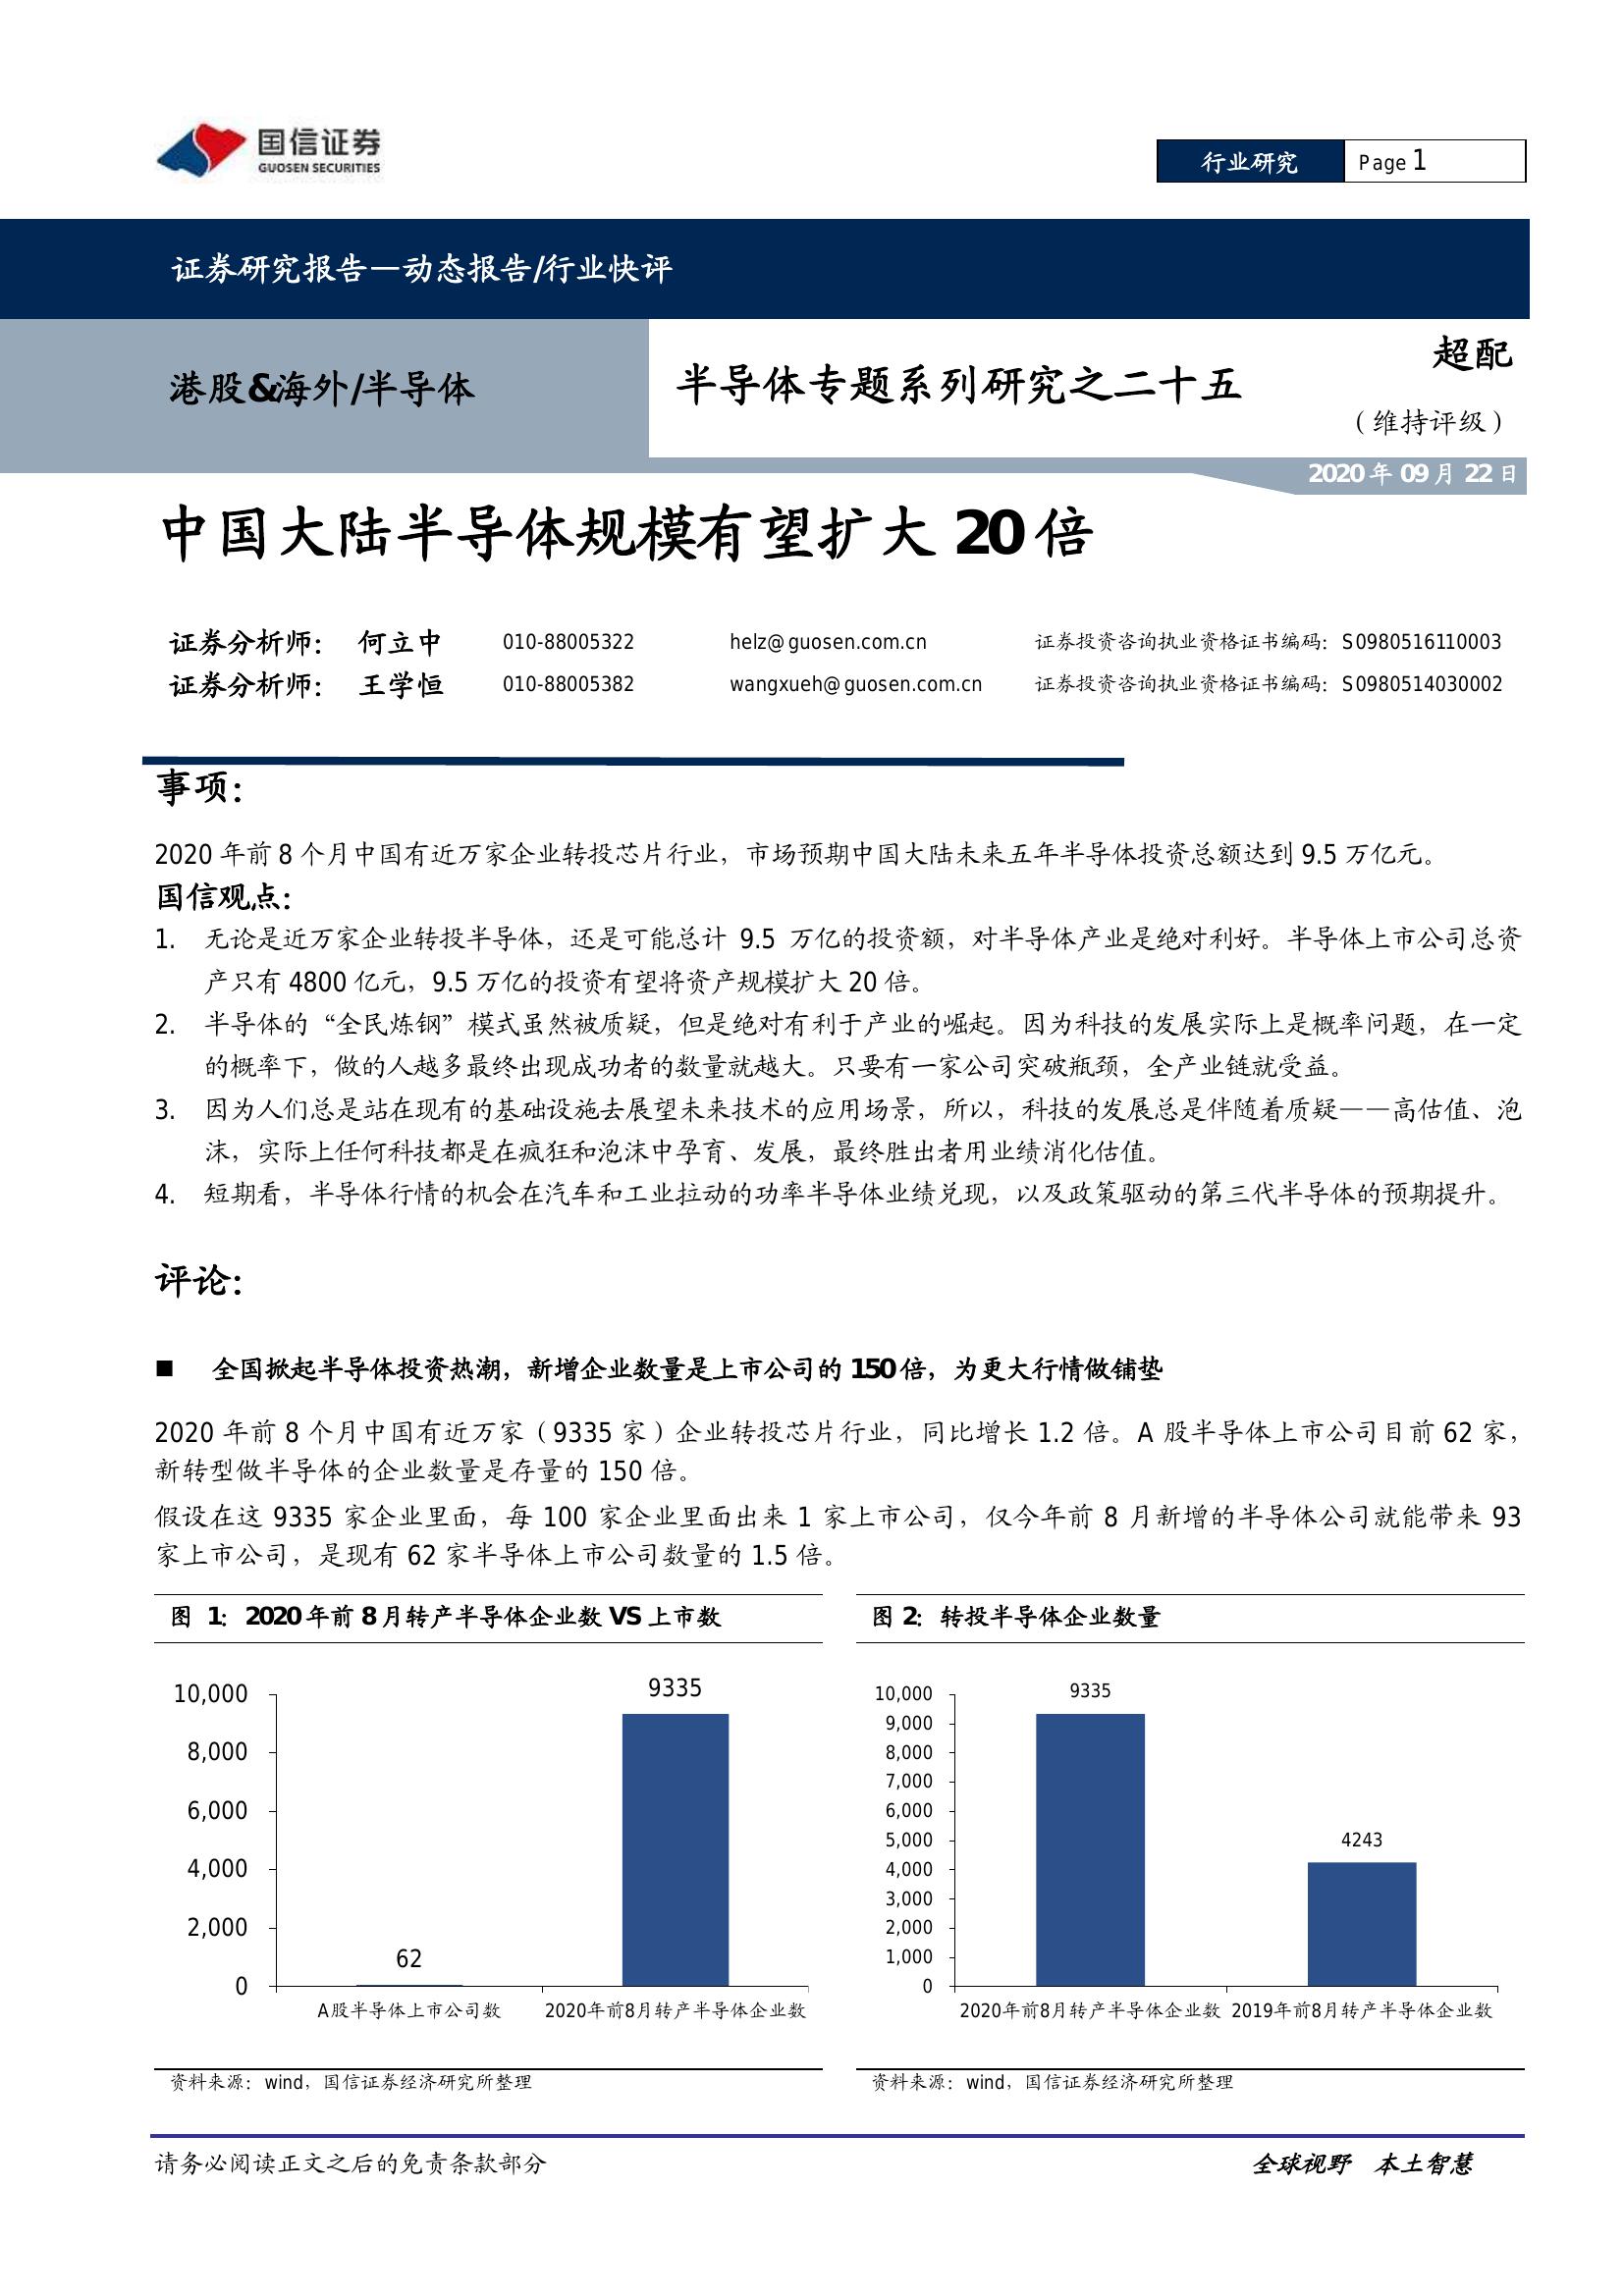 国信证券
GUOSEN SECURITIES
行业研究 Page 1
证券研究报告—动态报告/行业快评
港股&海外/半导体
半导体专题系列研究之二十五
超配
（维持评级）
2020 年 09 月 22 日
中国大陆半导体规模有望扩大 20 倍
证券分析师： 何立中 010-88005322 helz@guosen.com.cn 证券投资咨询执业资格证书编码：S0980516110003
证券分析师： 王学恒 010-88005382 wangxueh@guosen.com.cn 证券投资咨询执业资格证书编码：S0980514030002
事项：
2020 年前 8 个月中国有近万家企业转投芯片行业，市场预期中国大陆未来五年半导体投资总额达到 9.5 万亿元。
国信观点：
1. 无论是近万家企业转投半导体，还是可能总计 9.5 万亿的投资额，对半导体产业是绝对利好。半导体上市公司总资
产只有 4800 亿元，9.5 万亿的投资有望将资产规模扩大 20 倍。
2. 半导体的“全民炼钢”模式虽然被质疑，但是绝对有利于产业的崛起。因为科技的发展实际上是概率问题，在一定
的概率下，做的人越多最终出现成功者的数量就越大。只要有一家公司突破瓶颈，全产业链就受益。
3. 因为人们总是站在现有的基础设施去展望未来技术的应用场景，所以，科技的发展总是伴随着质疑——高估值、泡
沫，实际上任何科技都是在疯狂和泡沫中孕育、发展，最终胜出者用业绩消化估值。
4. 短期看，半导体行情的机会在汽车和工业拉动的功率半导体业绩兑现，以及政策驱动的第三代半导体的预期提升。
评论：
■ 全国掀起半导体投资热潮，新增企业数量是上市公司的 150 倍，为更大行情做铺垫
2020 年前 8 个月中国有近万家（9335 家）企业转投芯片行业，同比增长 1.2 倍。A 股半导体上市公司目前 62 家，
新转型做半导体的企业数量是存量的 150 倍。
假设在这 9335 家企业里面，每 100 家企业里面出来 1 家上市公司，仅今年前 8 月新增的半导体公司就能带来 93
家上市公司，是现有 62 家半导体上市公司数量的 1.5 倍。
图 1：2020 年前 8 月转产半导体企业数 VS 上市数
10,000
8,000
6,000
4,000
2,000
0
62
9335
A股半导体上市公司数 2020年前8月转产半导体企业数
资料来源：wind，国信证券经济研究所整理
图 2：转投半导体企业数量
10,000
9,000
8,000
7,000
6,000
5,000
4,000
3,000
2,000
1,000
0
9335
4243
2020年前8月转产半导体企业数 2019年前8月转产半导体企业数
资料来源：wind，国信证券经济研究所整理
请务必阅读正文之后的免责条款部分 全球视野 本土智慧